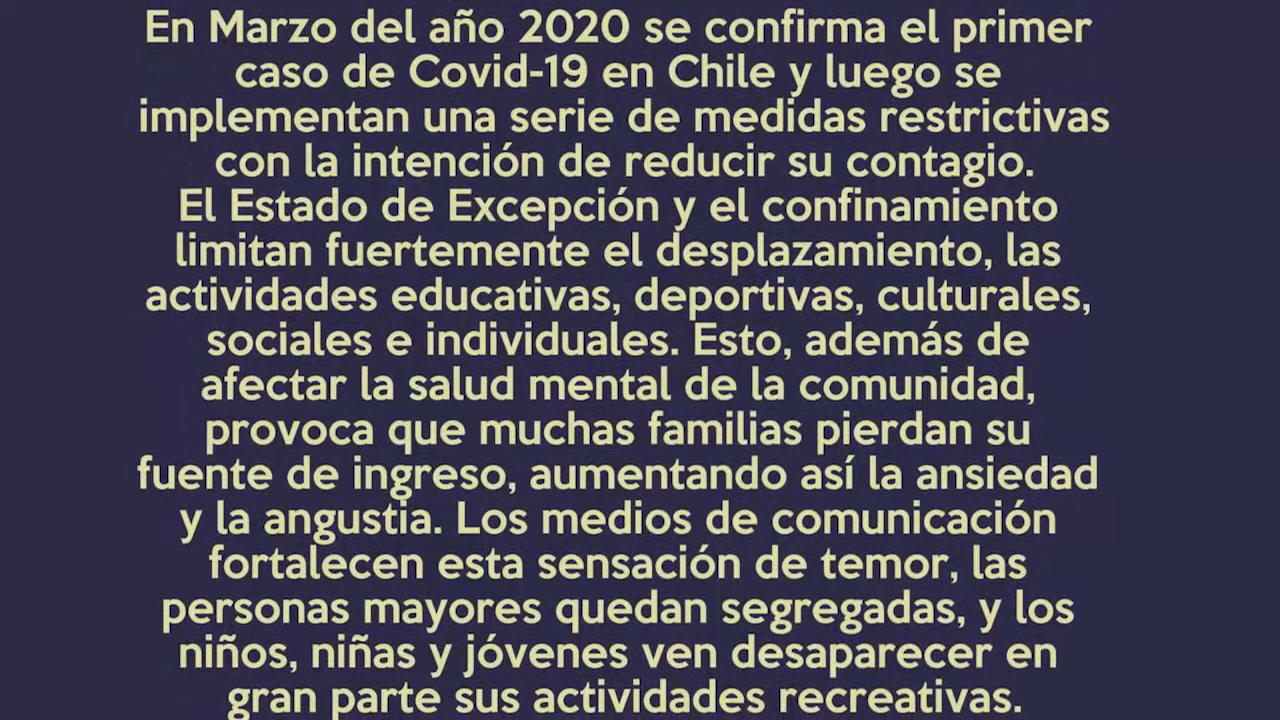 En Marzo del año 2020 se confirma el primer
caso de Covid-19 en Chile y luego se
implementan una serie de medidas restrictivas
con la intención de reducir su contagio.
El Estado de Excepción y el confinamiento
limitan fuertemente el desplazamiento, las
actividades educativas, deportivas, culturales,
sociales e individuales. Esto, además de
afectar la salud mental de la comunidad,
provoca que muchas familias pierdan su
fuente de ingreso, aumentando así la ansiedad
y la angustia. Los medios de comunicación
fortalecen esta sensación de temor, las
personas mayores quedan segregadas, y los
niños, niñas y jóvenes ven desaparecer en
gran parte sus actividades recreativas.